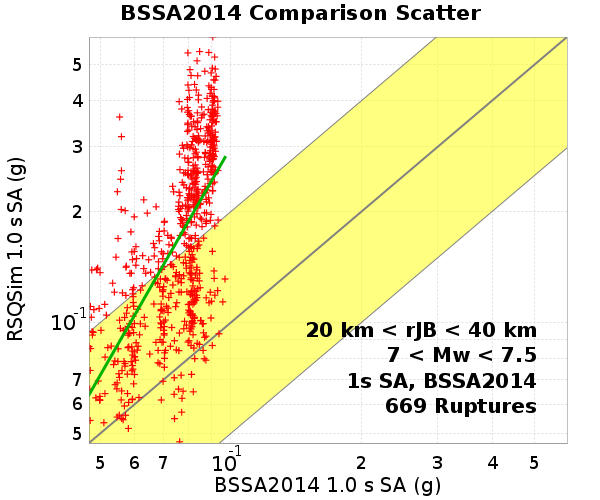 BSSA2014 Comparison Scatter
RSQSim 1.0 s SA (g)
5
4
3
2
10-1
7
6
5
20 km < rJB < 40 km
7 < Mw < 7.5
1s SA, BSSA2014
669 Ruptures
5 6 7 10-1 2 3 4 5
BSSA2014 1.0 s SA (g)